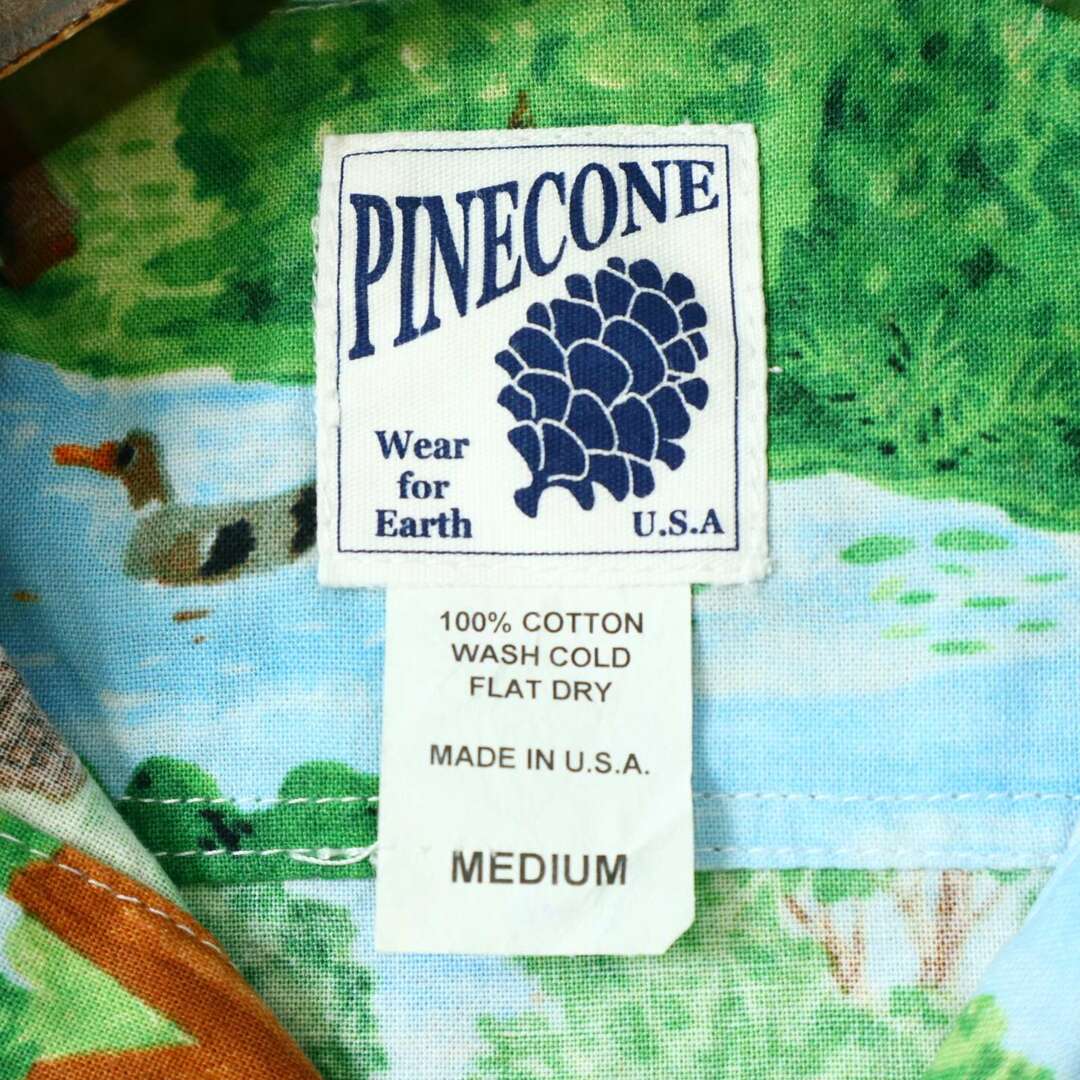 PINECONE
Wear
for
Earth
U.S.A
100% COTTON
WASH COLD
FLAT DRY
MADE IN U.S.A.
MEDIUM